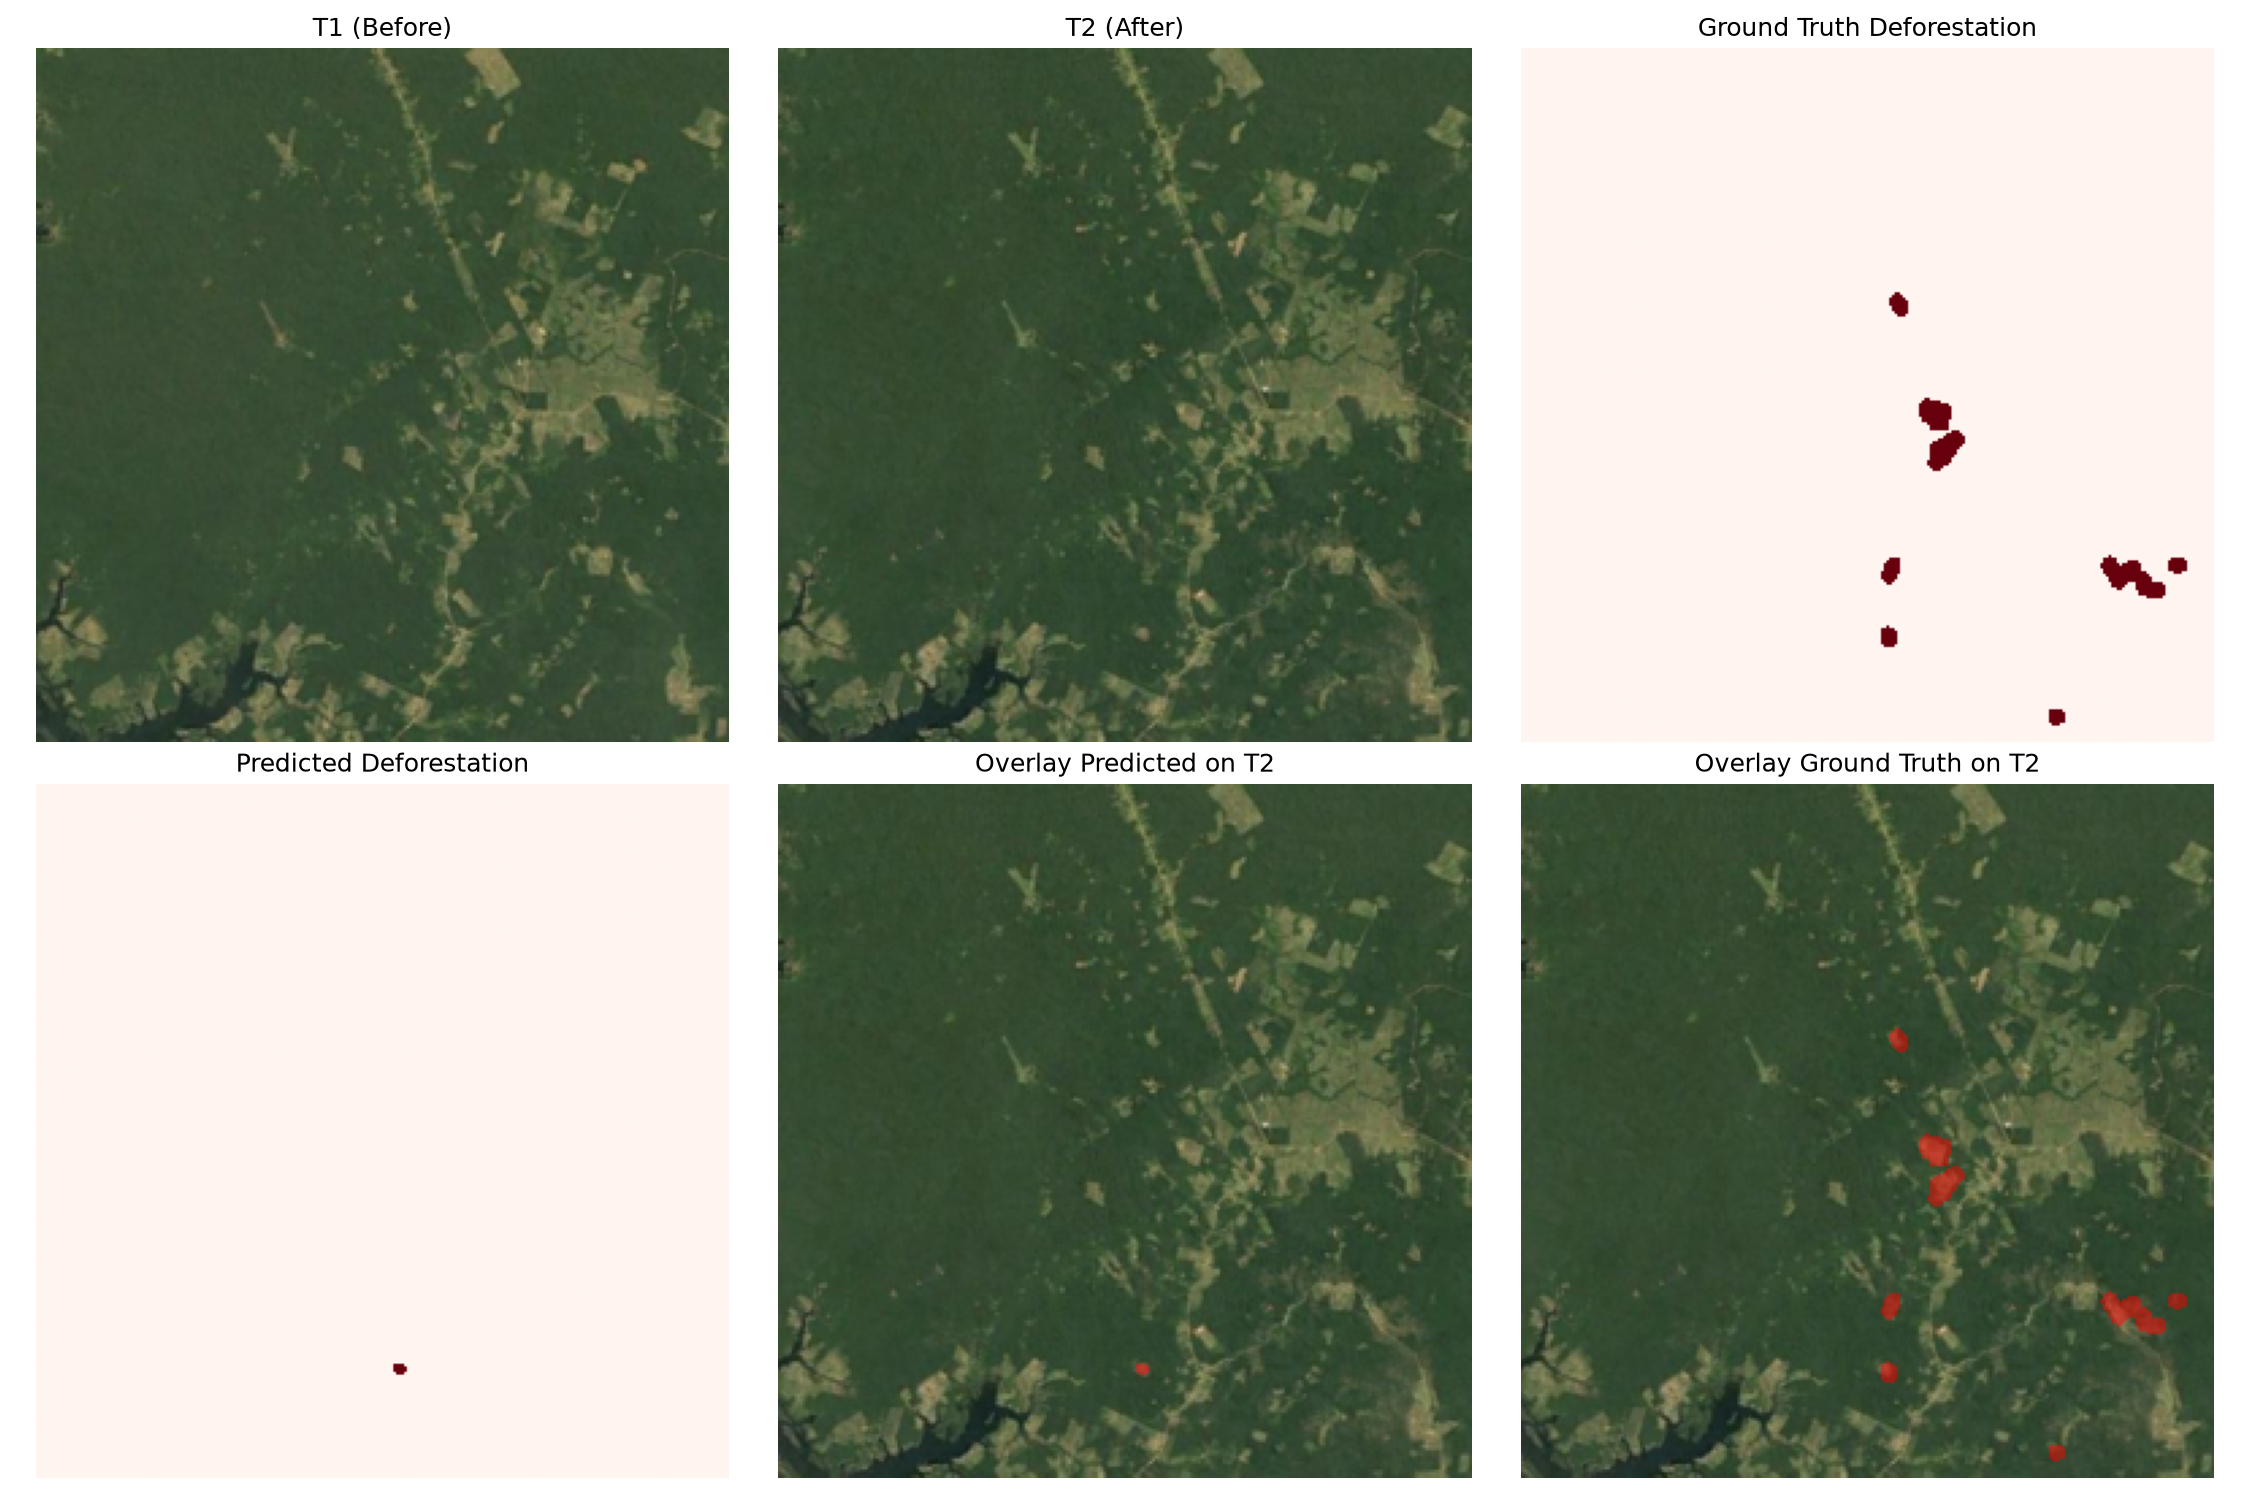 T1 (Before)
T2 (After)
Ground Truth Deforestation
Predicted Deforestation
Overlay Predicted on T2
Overlay Ground Truth on T2